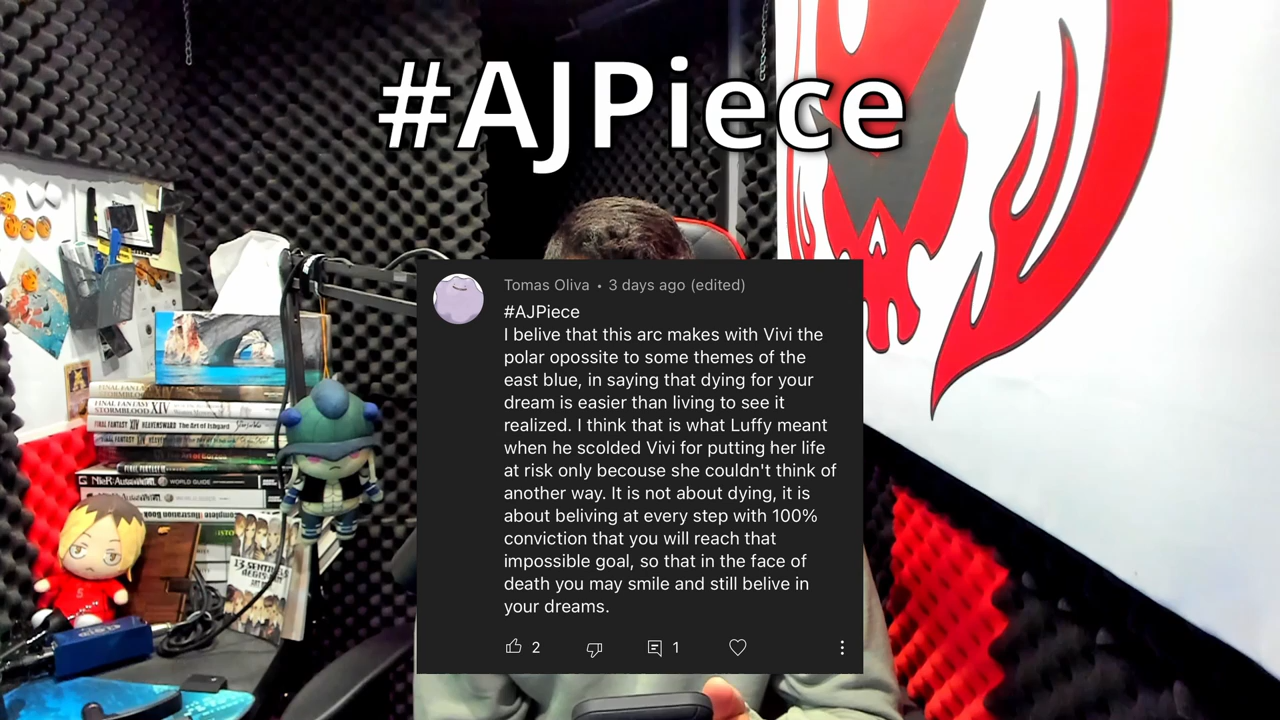 #AJPiece
Tomas Oliva • 3 days ago (edited)
#AJPiece
I belive that this arc makes with Vivi the
polar opossite to some themes of the
east blue, in saying that dying for your
dream is easier than living to see it
realized. I think that is what Luffy meant
when he scolded Vivi for putting her life
at risk only becouse she couldn't think of
another way. It is not about dying, it is
about beliving at every step with 100%
conviction that you will reach that
impossible goal, so that in the face of
death you may smile and still belive in
your dreams.
2
1
FINAL FANTASY
STORMBLOOD XIV
FINAL FANTASY XIV HEAVENSWARD The Art of Ishgard
FINAL FANTASY XIV
NieR:Automata WORLD GUIDE
13 SENTINELS
5